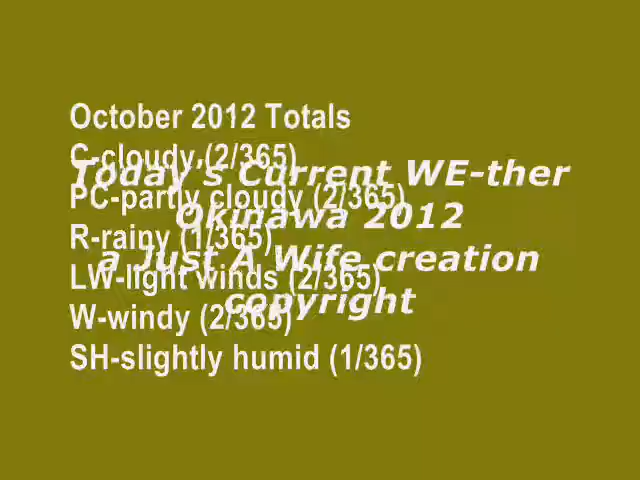 October 2012 Totals
C-cloudy (2/365)
Today's Current WE-ther
PC-partly cloudy (2/365)
Okinawa 2012
R-rainy (1/365)
a Just A Wife creation
LW-light winds (2/365)
copyright
W-windy (2/365)
SH-slightly humid (1/365)